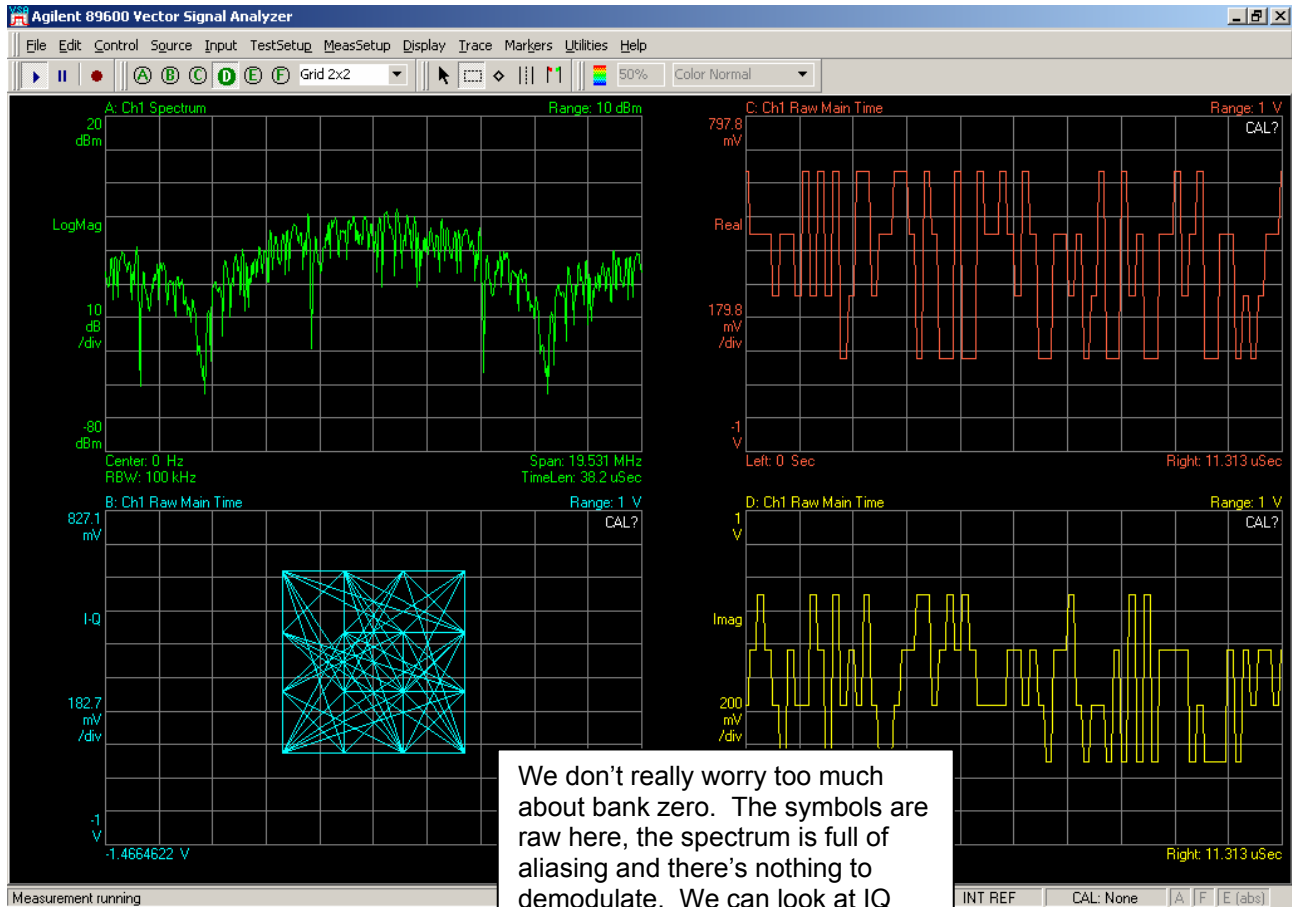 Agilent 89600 Vector Signal Analyzer
File Edit Control Source Input TestSetup MeasSetup Display Trace Markers Utilities Help
A B C D E F Grid 2x2 50% Color Normal
A: Ch1 Spectrum Range: 10 dBm
20
dBm
LogMag
10
dB
/div
-80
dBm
Center: 0 Hz Span: 19.531 MHz
RBW: 100 kHz TimeLen: 38.2 uSec
C: Ch1 Raw Main Time Range: 1 V
797.8
mV
CAL?
Real
179.8
mV
/div
-1
V
Left: 0 Sec Right: 11.313 uSec
B: Ch1 Raw Main Time Range: 1 V
827.1
mV
CAL?
I-Q
182.7
mV
/div
-1
V
-1.4664622 V
D: Ch1 Raw Main Time Range: 1 V
1
V
CAL?
Imag
200
mV
/div
Right: 11.313 uSec
We don't really worry too much
about bank zero. The symbols are
raw here, the spectrum is full of
aliasing and there's nothing to
demodulate. We can look at IQ
Measurement running INT REF CAL: None A F E (abs)